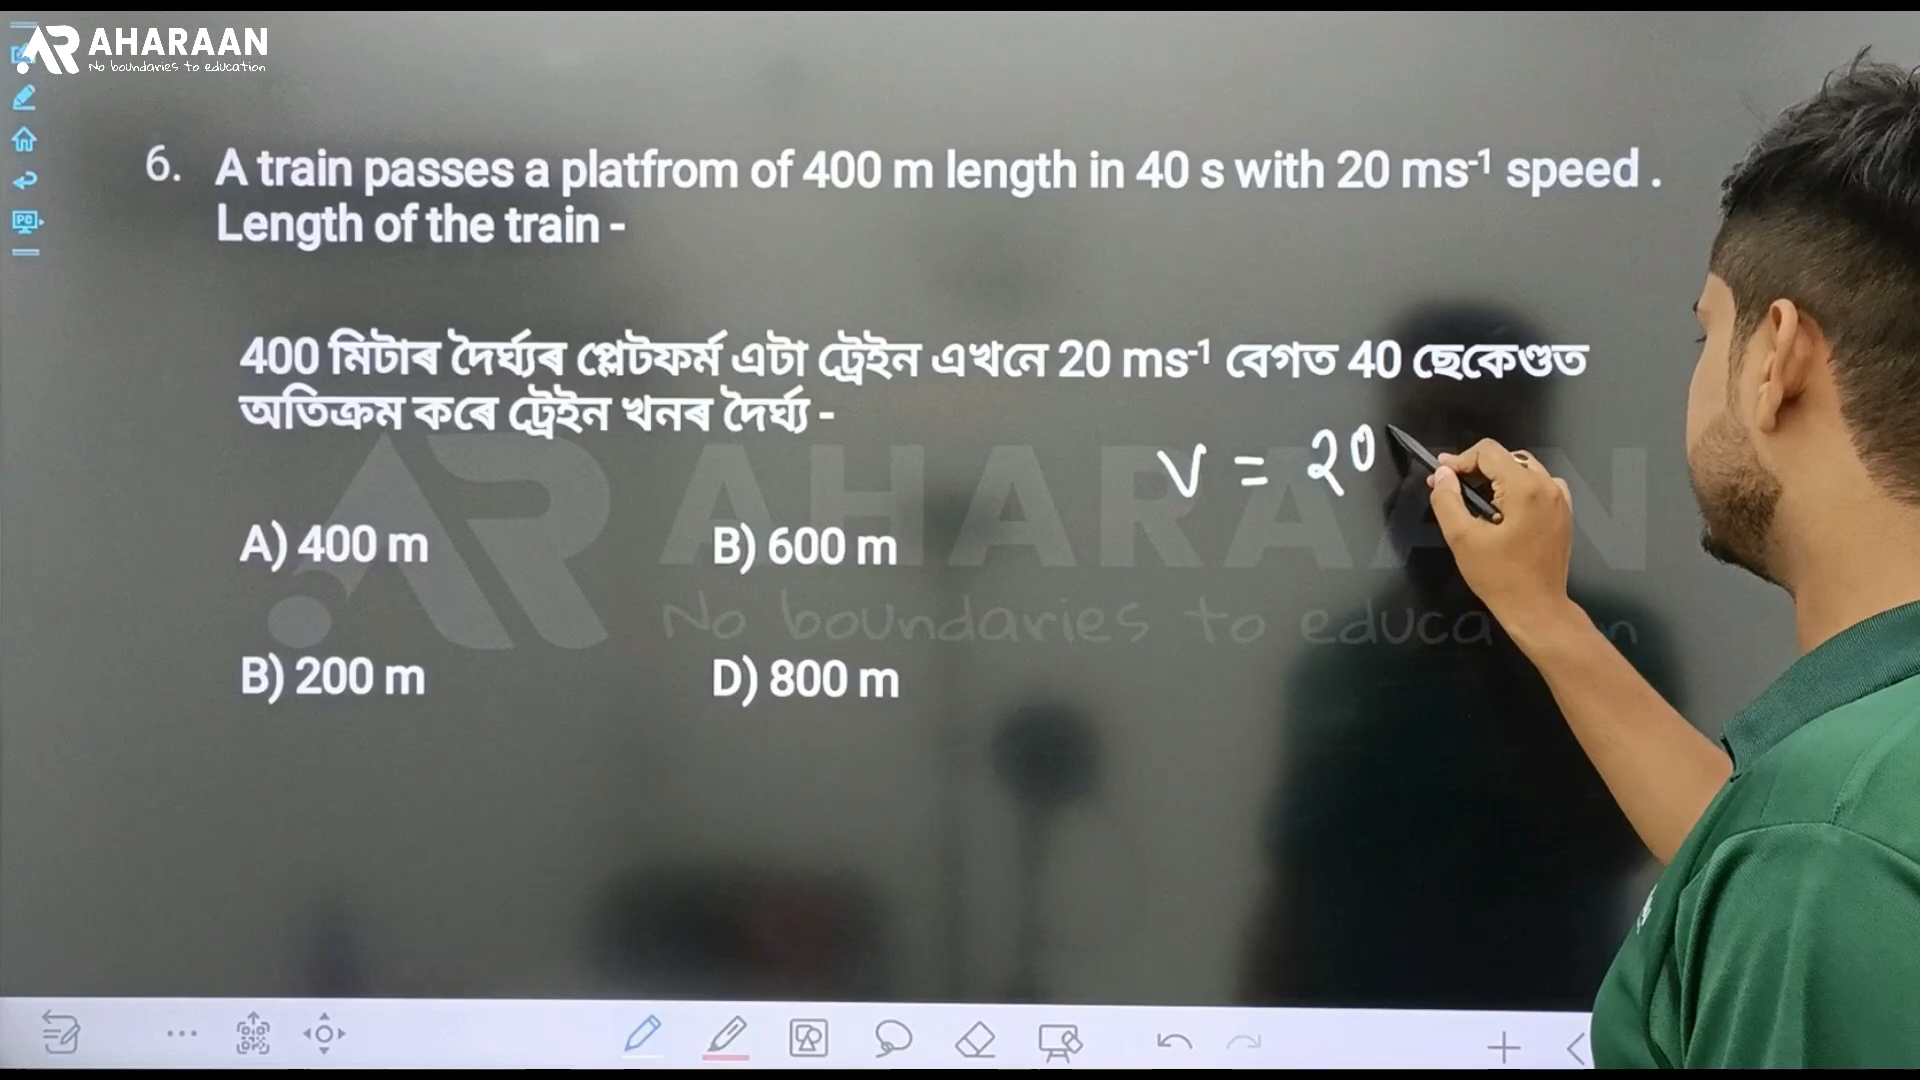 AHARAAN
No boundaries to education
6. A train passes a platfrom of 400 m length in 40 s with 20 ms⁻¹ speed .
Length of the train -
400 মিটাৰ দৈৰ্ঘ্যৰ প্লেটফৰ্ম এটা ট্ৰেইন এখনে 20 ms⁻¹ বেগত 40 ছেকেণ্ডত
অতিক্ৰম কৰে ট্ৰেইন খনৰ দৈৰ্ঘ্য -
V = 20
A) 400 m B) 600 m
B) 200 m D) 800 m